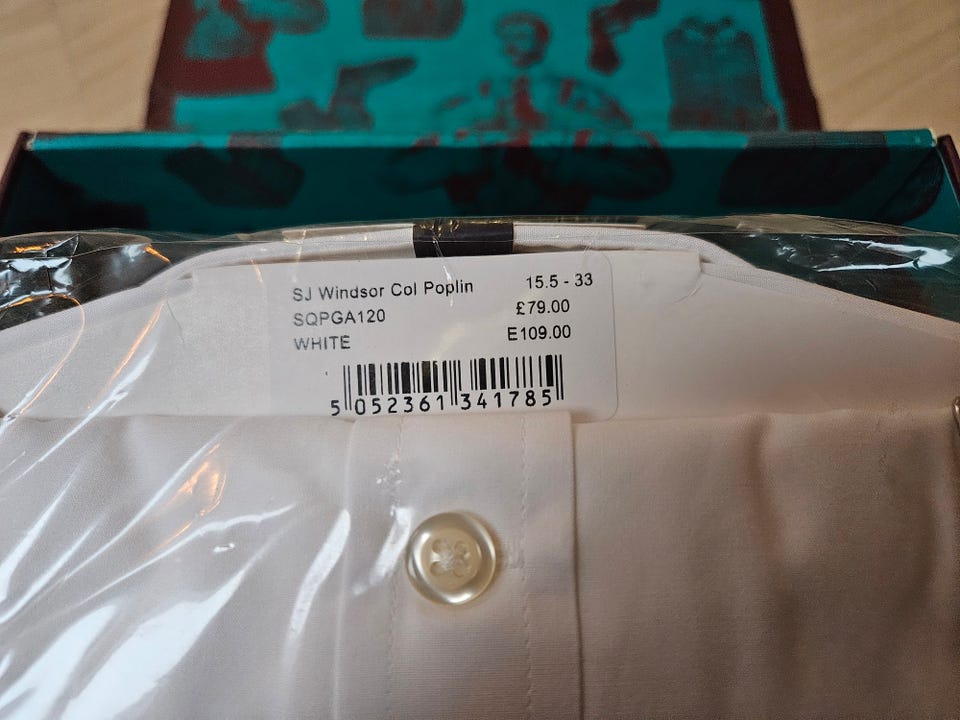 SJ Windsor Col Poplin 15.5 - 33
SQPGA120 £79.00
WHITE E109.00
5 052361 341785